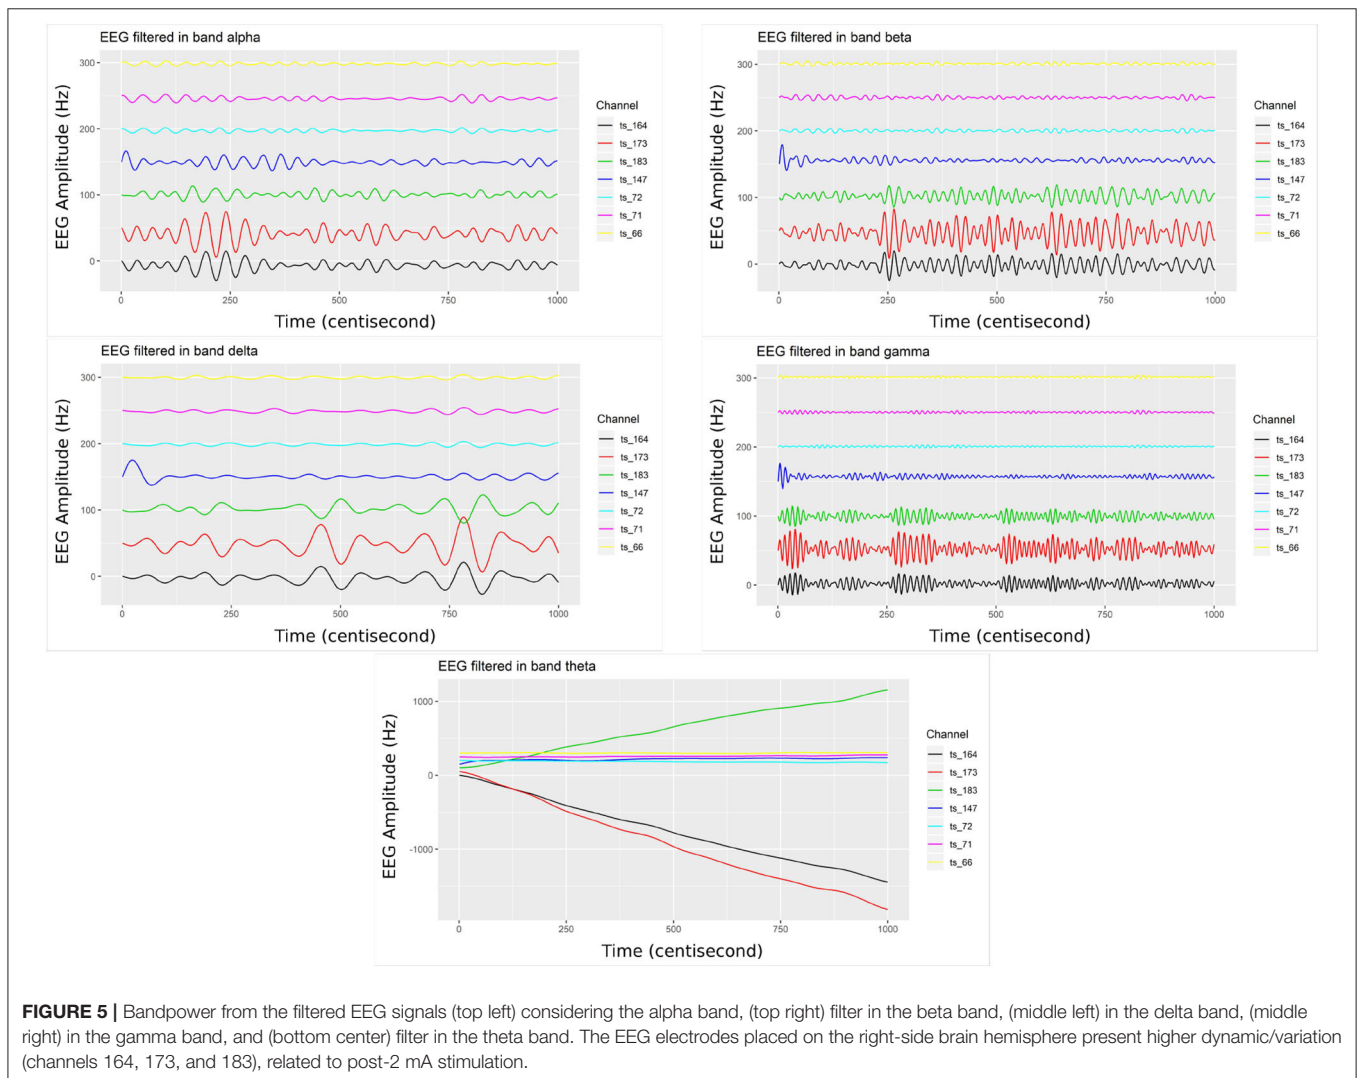 EEG filtered in band alpha
EEG Amplitude (Hz)
300
200
100
0
0 250 500 750 1000
Time (centisecond)
Channel
ts_164
ts_173
ts_183
ts_147
ts_72
ts_71
ts_66
EEG filtered in band beta
EEG Amplitude (Hz)
300
200
100
0
0 250 500 750 1000
Time (centisecond)
Channel
ts_164
ts_173
ts_183
ts_147
ts_72
ts_71
ts_66
EEG filtered in band delta
EEG Amplitude (Hz)
300
200
100
0
0 250 500 750 1000
Time (centisecond)
Channel
ts_164
ts_173
ts_183
ts_147
ts_72
ts_71
ts_66
EEG filtered in band gamma
EEG Amplitude (Hz)
300
200
100
0
0 250 500 750 1000
Time (centisecond)
Channel
ts_164
ts_173
ts_183
ts_147
ts_72
ts_71
ts_66
EEG filtered in band theta
EEG Amplitude (Hz)
1000
0
-1000
0 250 500 750 1000
Time (centisecond)
Channel
ts_164
ts_173
ts_183
ts_147
ts_72
ts_71
ts_66
FIGURE 5 | Bandpower from the filtered EEG signals (top left) considering the alpha band, (top right) filter in the beta band, (middle left) in the delta band, (middle
right) in the gamma band, and (bottom center) filter in the theta band. The EEG electrodes placed on the right-side brain hemisphere present higher dynamic/variation
(channels 164, 173, and 183), related to post-2 mA stimulation.